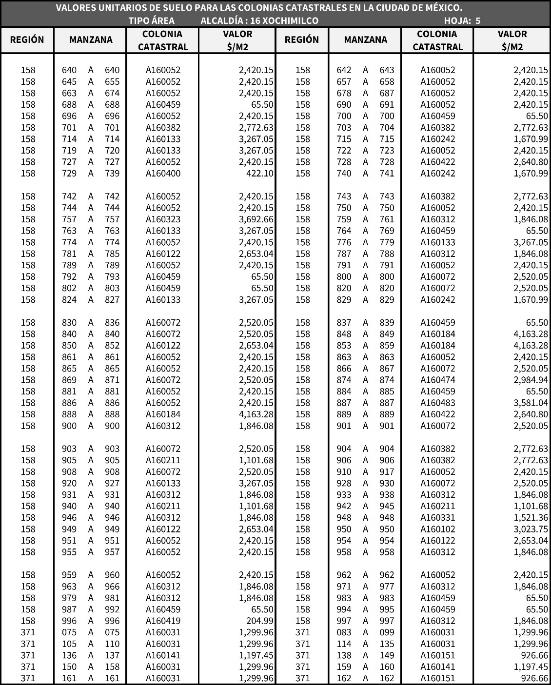 VALORES UNITARIOS DE SUELO PARA LAS COLONIAS CATASTRALES EN LA CIUDAD DE MÉXICO.
TIPO ÁREA ALCALDÍA : 16 XOCHIMILCO HOJA: 5
REGIÓN MANZANA COLONIA CATASTRAL VALOR $/M2 REGIÓN MANZANA COLONIA CATASTRAL VALOR $/M2
158 640 A 640 A160052 2,420.15 158 642 A 643 A160052 2,420.15
158 645 A 655 A160052 2,420.15 158 657 A 658 A160052 2,420.15
158 663 A 674 A160052 2,420.15 158 678 A 687 A160052 2,420.15
158 688 A 688 A160459 65.50 158 690 A 691 A160052 2,420.15
158 696 A 696 A160052 2,420.15 158 700 A 700 A160459 65.50
158 701 A 701 A160382 2,772.63 158 703 A 704 A160382 2,772.63
158 714 A 714 A160133 3,267.05 158 715 A 715 A160242 1,670.99
158 719 A 720 A160133 3,267.05 158 722 A 723 A160052 2,420.15
158 727 A 727 A160052 2,420.15 158 728 A 728 A160422 2,640.80
158 729 A 739 A160400 422.10 158 740 A 741 A160242 1,670.99
158 742 A 742 A160052 2,420.15 158 743 A 743 A160382 2,772.63
158 744 A 744 A160052 2,420.15 158 750 A 750 A160052 2,420.15
158 757 A 757 A160323 3,692.66 158 759 A 761 A160312 1,846.08
158 763 A 763 A160133 3,267.05 158 764 A 769 A160459 65.50
158 774 A 774 A160052 2,420.15 158 776 A 779 A160133 3,267.05
158 781 A 785 A160122 2,653.04 158 787 A 788 A160312 1,846.08
158 789 A 789 A160052 2,420.15 158 791 A 791 A160052 2,420.15
158 792 A 793 A160459 65.50 158 800 A 800 A160072 2,520.05
158 802 A 803 A160459 65.50 158 820 A 820 A160072 2,520.05
158 824 A 827 A160133 3,267.05 158 829 A 829 A160242 1,670.99
158 830 A 836 A160072 2,520.05 158 837 A 839 A160459 65.50
158 840 A 840 A160072 2,520.05 158 848 A 849 A160184 4,163.28
158 850 A 852 A160122 2,653.04 158 853 A 859 A160184 4,163.28
158 861 A 861 A160052 2,420.15 158 863 A 863 A160052 2,420.15
158 865 A 865 A160052 2,420.15 158 866 A 867 A160072 2,520.05
158 869 A 871 A160072 2,520.05 158 874 A 874 A160474 2,984.94
158 881 A 881 A160052 2,420.15 158 884 A 885 A160459 65.50
158 886 A 886 A160052 2,420.15 158 887 A 887 A160483 3,581.04
158 888 A 888 A160184 4,163.28 158 889 A 889 A160422 2,640.80
158 900 A 900 A160312 1,846.08 158 901 A 901 A160072 2,520.05
158 903 A 903 A160072 2,520.05 158 904 A 904 A160382 2,772.63
158 905 A 905 A160211 1,101.68 158 906 A 906 A160382 2,772.63
158 908 A 908 A160072 2,520.05 158 910 A 917 A160052 2,420.15
158 920 A 927 A160133 3,267.05 158 928 A 930 A160072 2,520.05
158 931 A 931 A160312 1,846.08 158 933 A 938 A160312 1,846.08
158 940 A 940 A160211 1,101.68 158 942 A 945 A160211 1,101.68
158 946 A 946 A160312 1,846.08 158 948 A 948 A160331 1,521.36
158 949 A 949 A160122 2,653.04 158 950 A 950 A160102 3,023.75
158 951 A 951 A160052 2,420.15 158 954 A 954 A160122 2,653.04
158 955 A 957 A160052 2,420.15 158 958 A 958 A160312 1,846.08
158 959 A 960 A160052 2,420.15 158 962 A 962 A160052 2,420.15
158 963 A 966 A160312 1,846.08 158 971 A 977 A160312 1,846.08
158 979 A 981 A160312 1,846.08 158 983 A 983 A160459 65.50
158 987 A 992 A160459 65.50 158 994 A 995 A160459 65.50
158 996 A 996 A160419 204.99 158 997 A 997 A160312 1,846.08
371 075 A 075 A160031 1,299.96 371 083 A 099 A160031 1,299.96
371 105 A 110 A160031 1,299.96 371 114 A 135 A160031 1,299.96
371 136 A 137 A160141 1,197.45 371 138 A 149 A160151 926.66
371 150 A 158 A160031 1,299.96 371 159 A 160 A160141 1,197.45
371 161 A 161 A160031 1,299.96 371 162 A 162 A160151 926.66